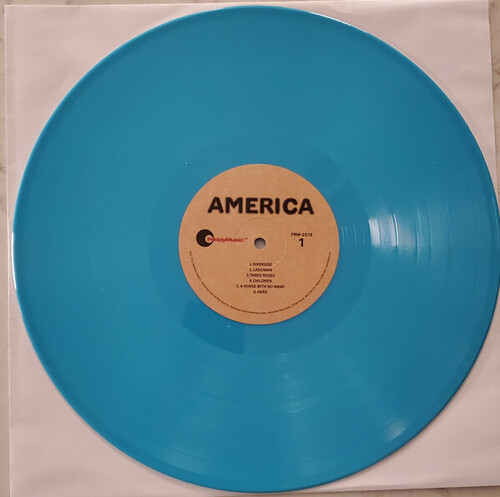 AMERICA
FridayMusic
FRM-2576
1
1. RIVERSIDE
2. SANDMAN
3. THREE ROSES
4. CHILDREN
5. A HORSE WITH NO NAME
6. HERE